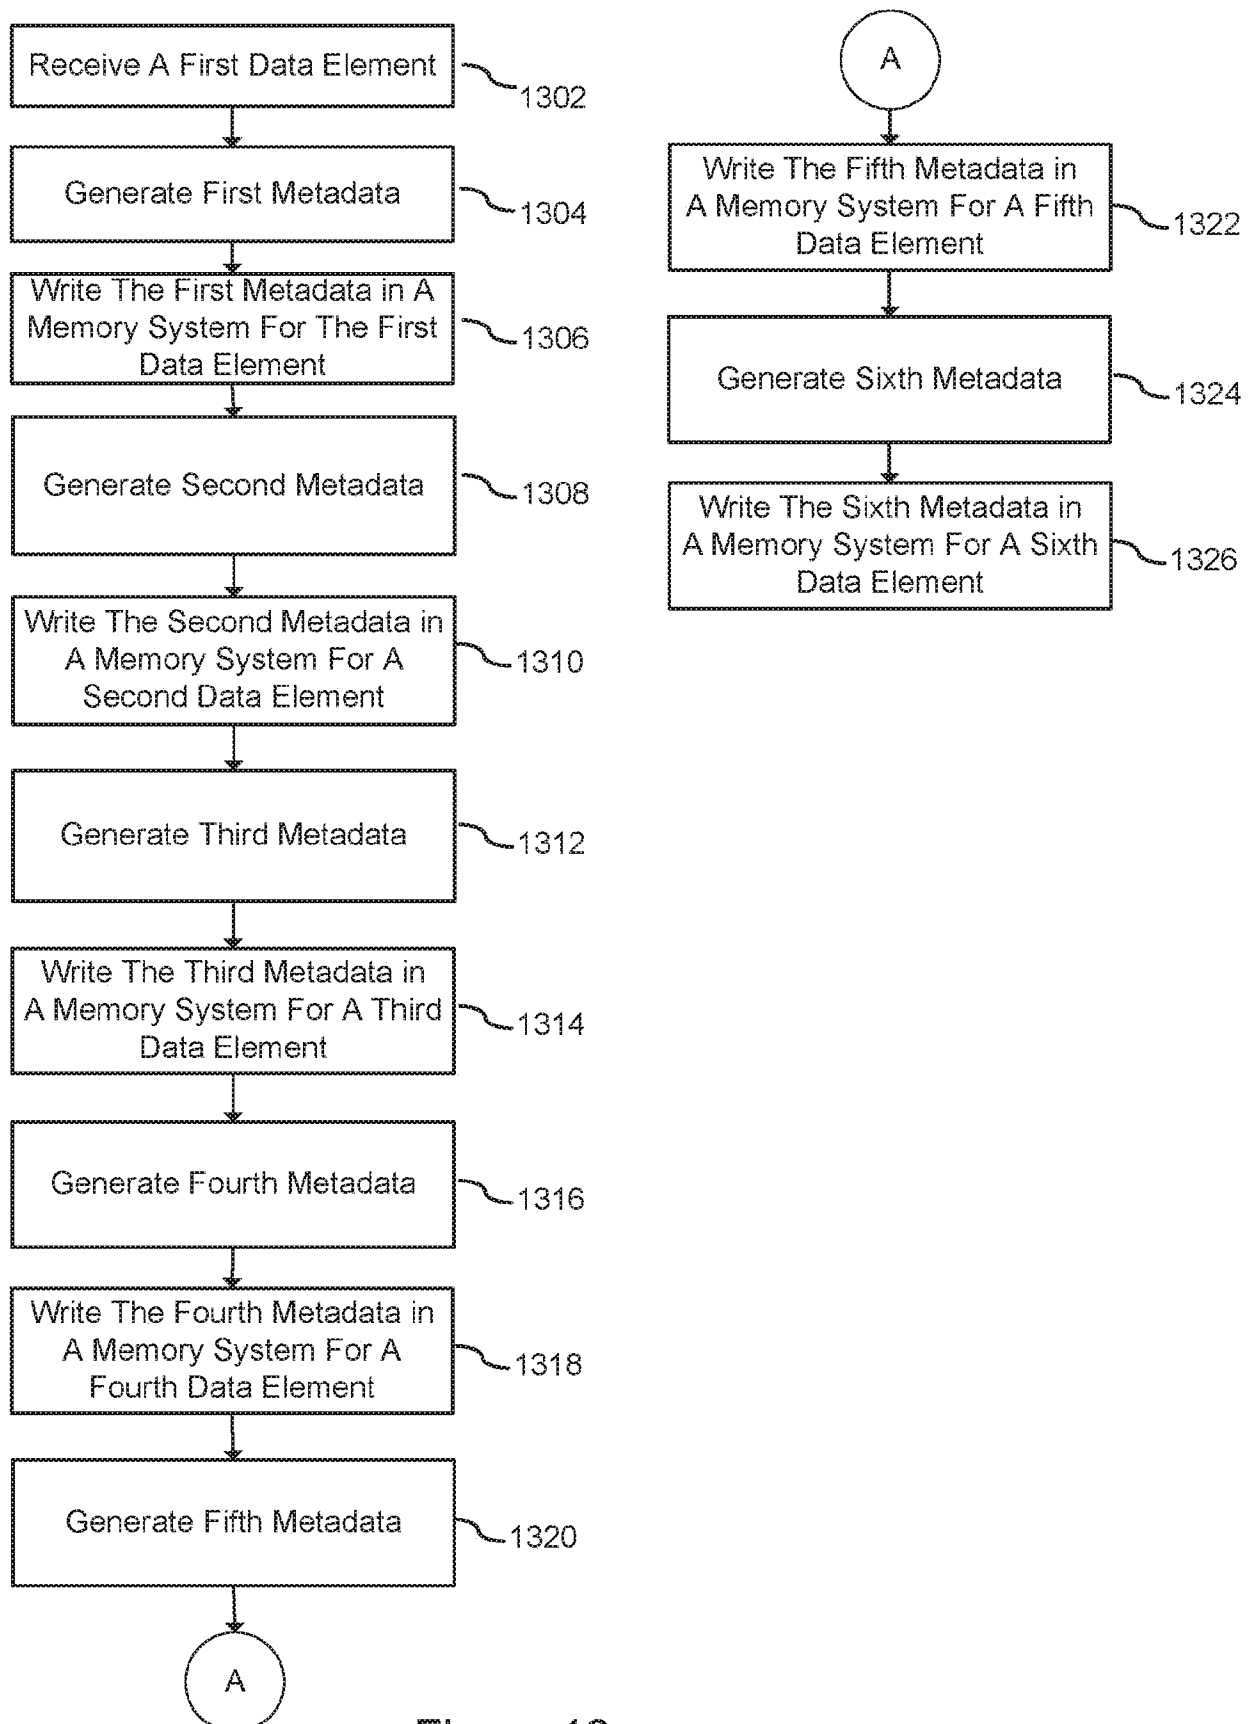 Receive A First Data Element
1302
Generate First Metadata
1304
Write The First Metadata in A
Memory System For The First
Data Element
1306
Generate Second Metadata
1308
Write The Second Metadata in
A Memory System For A
Second Data Element
1310
Generate Third Metadata
1312
Write The Third Metadata in
A Memory System For A Third
Data Element
1314
Generate Fourth Metadata
1316
Write The Fourth Metadata in
A Memory System For A
Fourth Data Element
1318
Generate Fifth Metadata
1320
A
A
Write The Fifth Metadata in
A Memory System For A Fifth
Data Element
1322
Generate Sixth Metadata
1324
Write The Sixth Metadata in
A Memory System For A Sixth
Data Element
1326